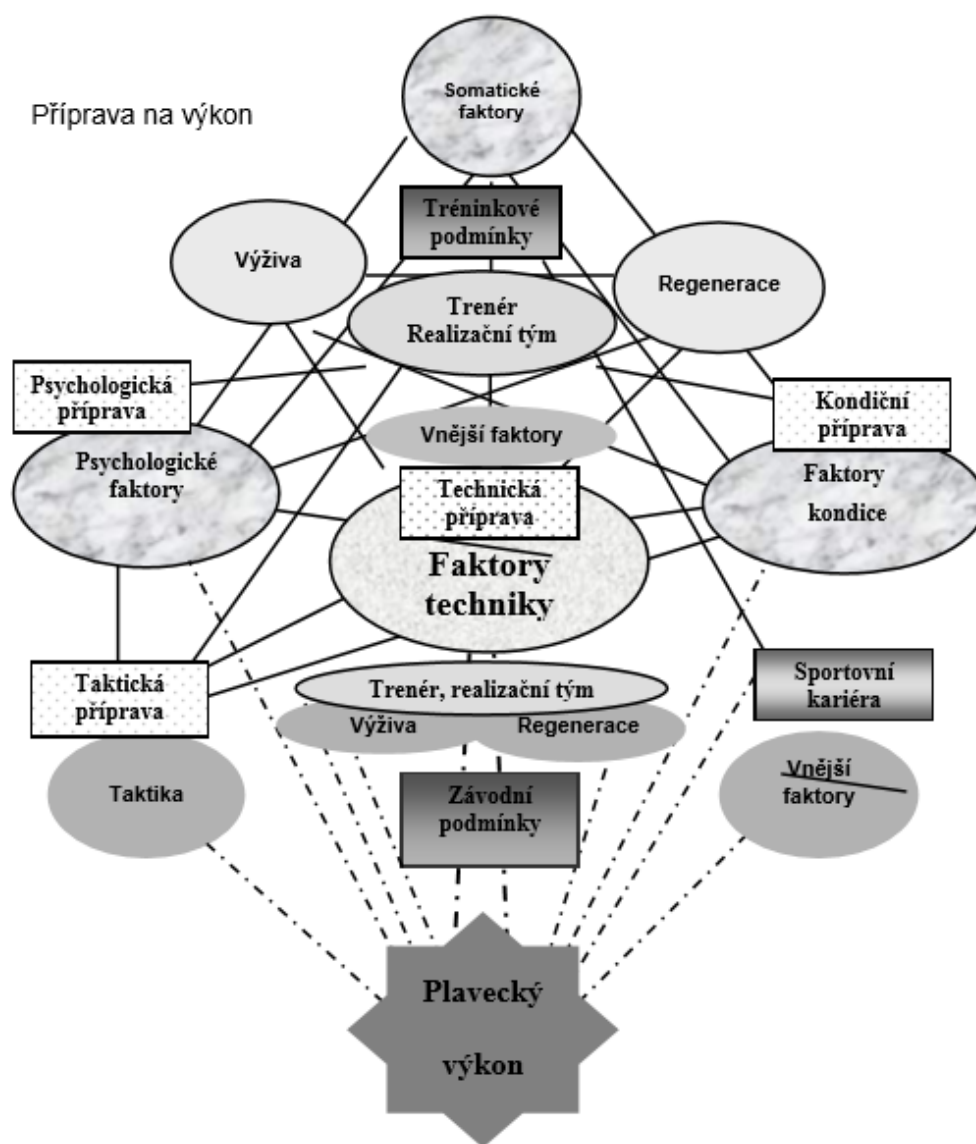 Somatické
faktory
Příprava na výkon
Tréninkové
podmínky
Výživa
Regenerace
Trenér
Realizační tým
Psychologická
příprava
Kondiční
příprava
Vnější faktory
Psychologické
faktory
Faktory
kondice
Technická
příprava
Faktory
techniky
Taktická
příprava
Trenér, realizační tým
Sportovní
kariéra
Výživa
Regenerace
Taktika
Závodní
podmínky
Vnější
faktory
Plavecký
výkon